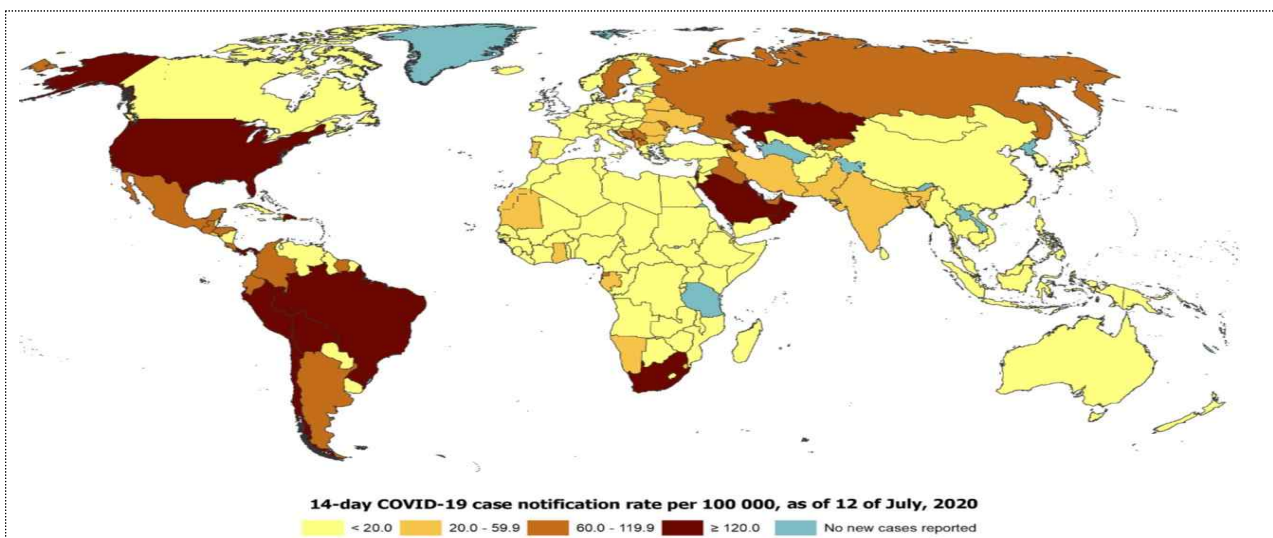 14-day COVID-19 case notification rate per 100 000, as of 12 of July, 2020
< 20.0 20.0 - 59.9 60.0 - 119.9 ≥ 120.0 No new cases reported